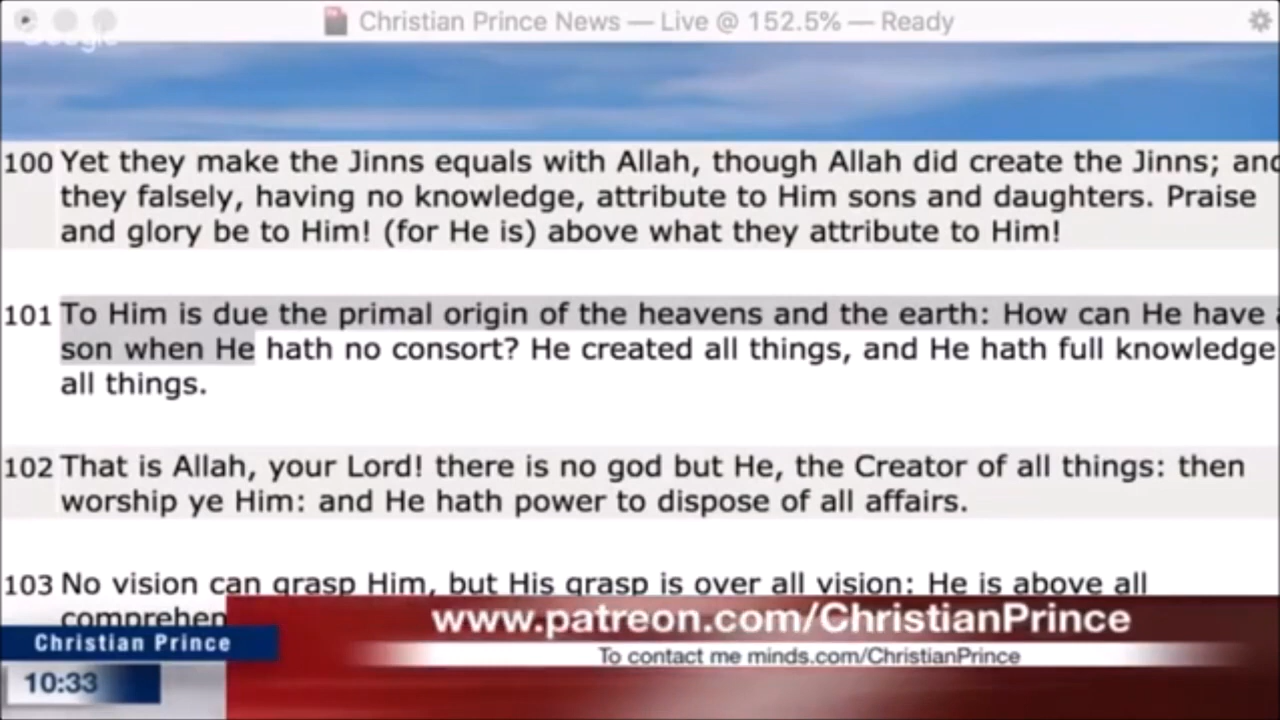 Christian Prince News — Live @ 152.5% — Ready
Google
100 Yet they make the Jinns equals with Allah, though Allah did create the Jinns; and
they falsely, having no knowledge, attribute to Him sons and daughters. Praise
and glory be to Him! (for He is) above what they attribute to Him!
101 To Him is due the primal origin of the heavens and the earth: How can He have a
son when He hath no consort? He created all things, and He hath full knowledge
all things.
102 That is Allah, your Lord! there is no god but He, the Creator of all things: then
worship ye Him: and He hath power to dispose of all affairs.
103 No vision can grasp Him, but His grasp is over all vision: He is above all
comprehen
www.patreon.com/ChristianPrince
Christian Prince
To contact me minds.com/ChristianPrince
10:33